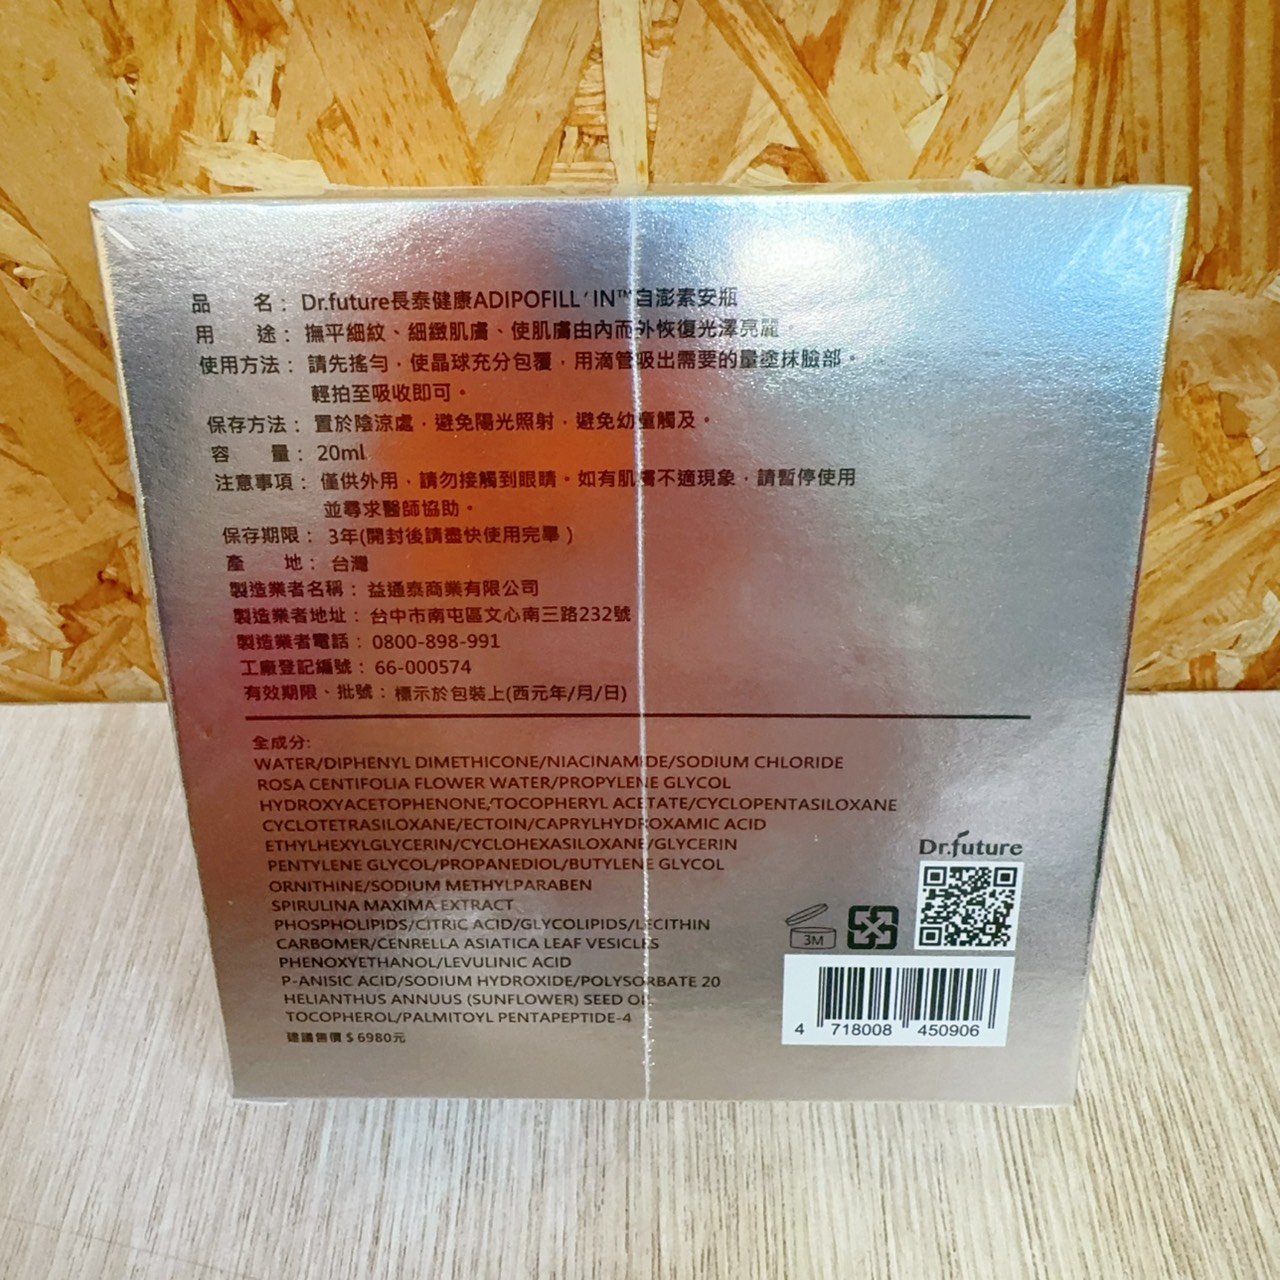 品　　名：Dr.future長泰健康ADIPOFILL'IN™自澎素安瓶
用　　途：撫平細紋、細緻肌膚、使肌膚由內而外恢復光澤亮麗。
使用方法：請先搖勻，使晶球充分包覆，用滴管吸出需要的量塗抹臉部。
輕拍至吸收即可。
保存方法：置於陰涼處，避免陽光照射，避免幼童觸及。
容　　量：20ml
注意事項：僅供外用，請勿接觸到眼睛。如有肌膚不適現象，請暫停使用
並尋求醫師協助。
保存期限：3年(開封後請盡快使用完畢)
產　　地：台灣
製造業者名稱：益通泰商業有限公司
製造業者地址：台中市南屯區文心南三路232號
製造業者電話：0800-898-991
工廠登記編號：66-000574
有效期限、批號：標示於包裝上(西元年/月/日)
全成分:
WATER/DIPHENYL DIMETHICONE/NIACINAMIDE/SODIUM CHLORIDE
ROSA CENTIFOLIA FLOWER WATER/PROPYLENE GLYCOL
HYDROXYACETOPHENONE,'TOCOPHERYL ACETATE/CYCLOPENTASILOXANE
CYCLOTETRASILOXANE/ECTOIN/CAPRYLHYDROXAMIC ACID
ETHYLHEXYLGLYCERIN/CYCLOHEXASILOXANE/GLYCERIN
PENTYLENE GLYCOL/PROPANEDIOL/BUTYLENE GLYCOL
ORNITHINE/SODIUM METHYLPARABEN
SPIRULINA MAXIMA EXTRACT
PHOSPHOLIPIDS/CITRIC ACID/GLYCOLIPIDS/LECITHIN
CARBOMER/CENRELLA ASIATICA LEAF VESICLES
PHENOXYETHANOL/LEVULINIC ACID
P-ANISIC ACID/SODIUM HYDROXIDE/POLYSORBATE 20
HELIANTHUS ANNUUS (SUNFLOWER) SEED OIL
TOCOPHEROL/PALMITOYL PENTAPEPTIDE-4
建議售價$6980元
Dr.future
3M
4 718008 450906